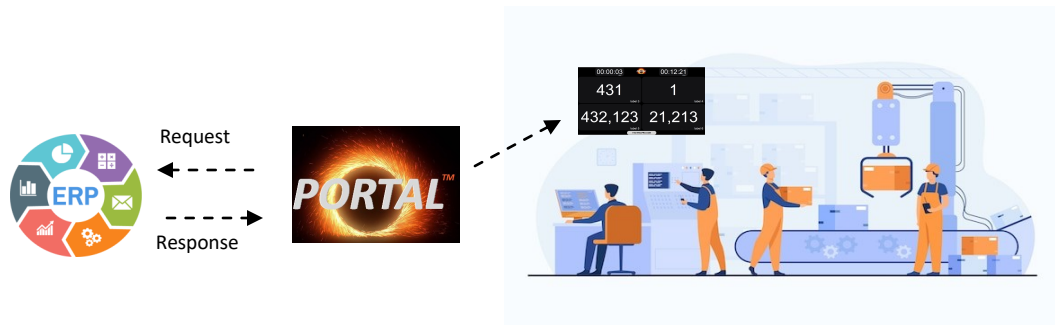 Request
ERP
Response
PORTAL™
00:00:03 00:12:21
431 1
432,123 21,213